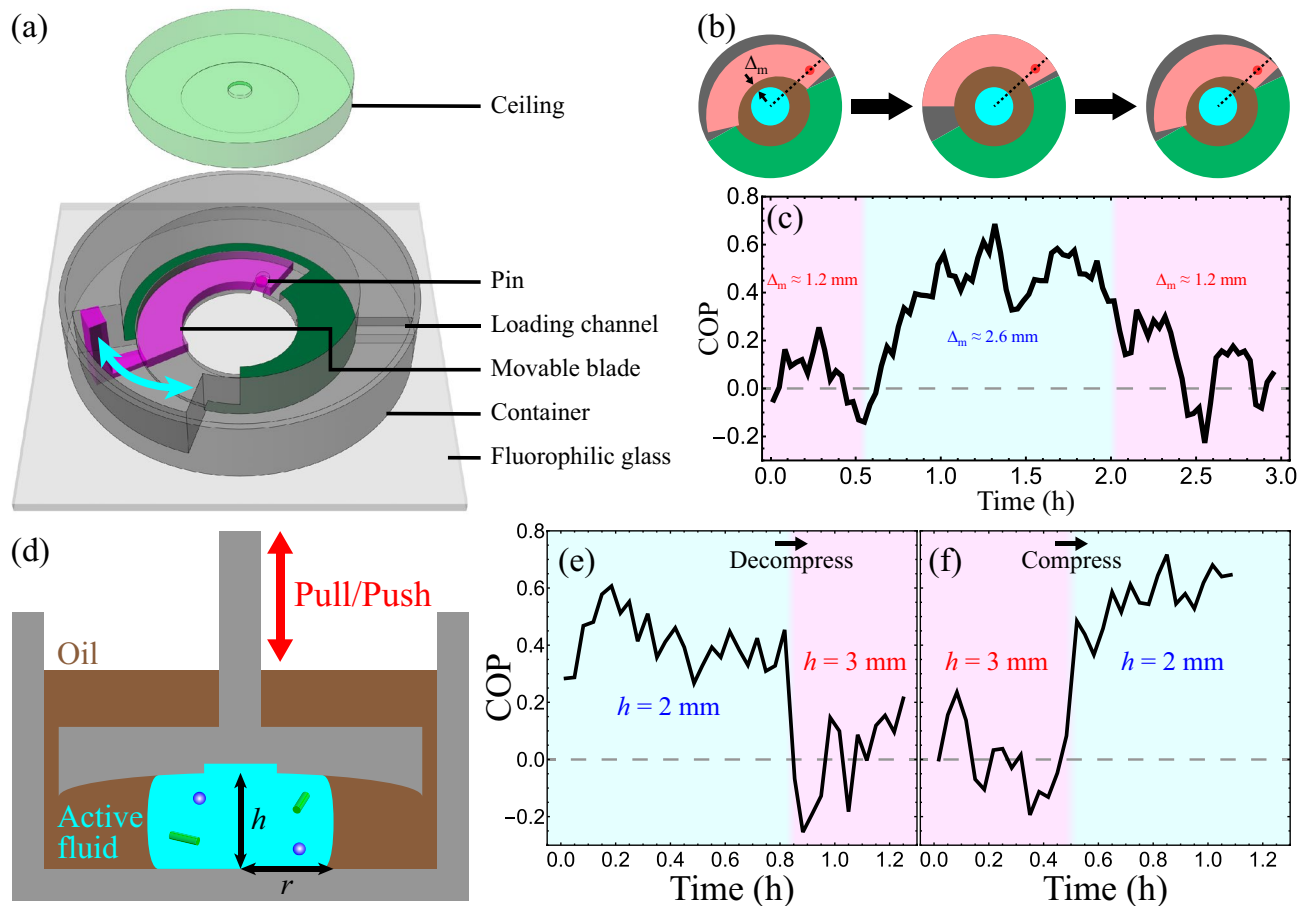 (a)
Ceiling
Pin
Loading channel
Movable blade
Container
Fluorophilic glass
(b)
Δm
(c)
COP
0.8
0.6
0.4
0.2
0.0
−0.2
Δm ≈ 1.2 mm
Δm ≈ 2.6 mm
Δm ≈ 1.2 mm
0.0 0.5 1.0 1.5 2.0 2.5 3.0
Time (h)
(d)
Pull/Push
Oil
Active
fluid
h
r
(e)
Decompress
COP
0.8
0.6
0.4
0.2
0.0
−0.2
h = 2 mm
h = 3 mm
0.0 0.2 0.4 0.6 0.8 1.0 1.2
Time (h)
(f)
Compress
h = 3 mm
h = 2 mm
0.0 0.2 0.4 0.6 0.8 1.0 1.2
Time (h)